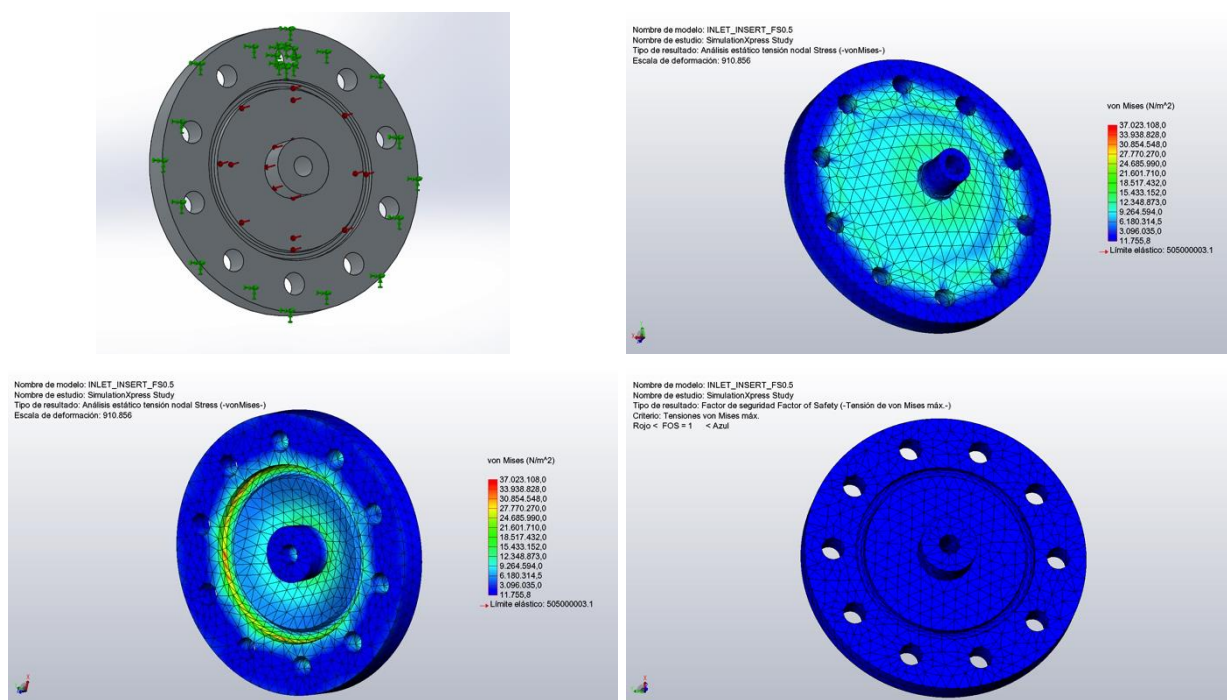 Nombre de modelo: INLET_INSERT_FS0.5
Nombre de estudio: SimulationXpress Study
Tipo de resultado: Análisis estático tensión nodal Stress (-vonMises-)
Escala de deformación: 910.856
von Mises (N/m^2)
37.023.108,0
33.938.828,0
30.854.548,0
27.770.270,0
24.685.990,0
21.601.710,0
18.517.432,0
15.433.152,0
12.348.873,0
9.264.594,0
6.180.314,5
3.096.035,0
11.755,8
Límite elástico: 505000003.1
Nombre de modelo: INLET_INSERT_FS0.5
Nombre de estudio: SimulationXpress Study
Tipo de resultado: Análisis estático tensión nodal Stress (-vonMises-)
Escala de deformación: 910.856
von Mises (N/m^2)
37.023.108,0
33.938.828,0
30.854.548,0
27.770.270,0
24.685.990,0
21.601.710,0
18.517.432,0
15.433.152,0
12.348.873,0
9.264.594,0
6.180.314,5
3.096.035,0
11.755,8
Límite elástico: 505000003.1
Nombre de modelo: INLET_INSERT_FS0.5
Nombre de estudio: SimulationXpress Study
Tipo de resultado: Factor de seguridad Factor of Safety (-Tensión de von Mises máx.-)
Criterio: Tensiones von Mises máx.
Rojo < FOS = 1 < Azul